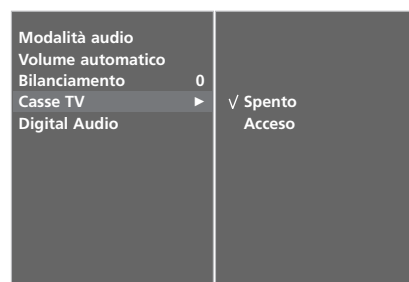 Modalità audio
Volume automatico
Bilanciamento 0
Casse TV ►
Digital Audio
√ Spento
Acceso